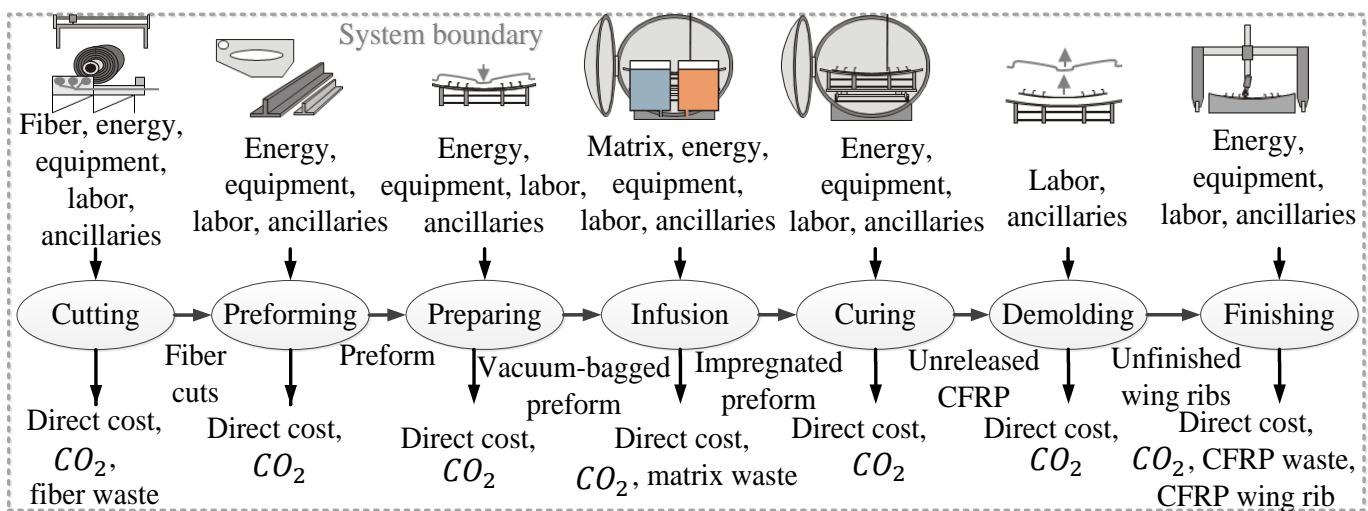 System boundary
Fiber, energy,
equipment,
labor,
ancillaries
Energy,
equipment,
labor, ancillaries
Energy,
equipment, labor,
ancillaries
Matrix, energy,
equipment,
labor, ancillaries
Energy,
equipment,
labor, ancillaries
Labor,
ancillaries
Energy,
equipment,
labor, ancillaries
Cutting
Preforming
Preparing
Infusion
Curing
Demolding
Finishing
Fiber
cuts
Preform
Vacuum-bagged
preform
Impregnated
preform
Unreleased
CFRP
Unfinished
wing ribs
Direct cost,
CO₂,
fiber waste
Direct cost,
CO₂
Direct cost,
CO₂
Direct cost,
CO₂, matrix waste
Direct cost,
CO₂
Direct cost,
CO₂
Direct cost,
CO₂, CFRP waste,
CFRP wing rib